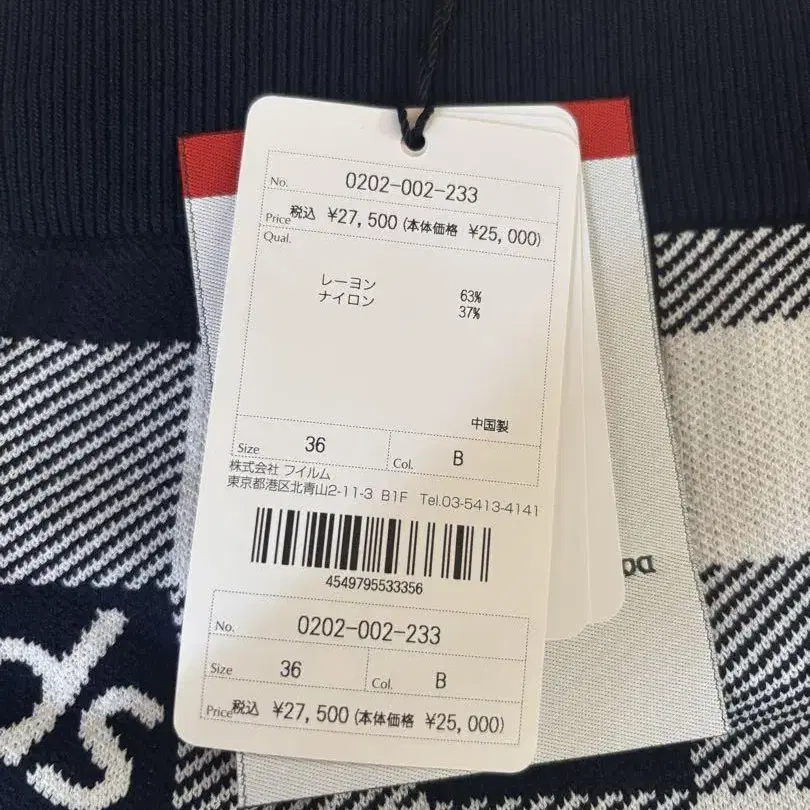 No. 0202-002-233
Price 税込 ¥27,500 (本体価格 ¥25,000)
Qual.
レーヨン 63%
ナイロン 37%
中国製
Size 36 Col. B
株式会社 フイルム
東京都港区北青山2-11-3 B1F Tel.03-5413-4141
4549795533356
No. 0202-002-233
Size 36 Col. B
Price 税込 ¥27,500 (本体価格 ¥25,000)
ds